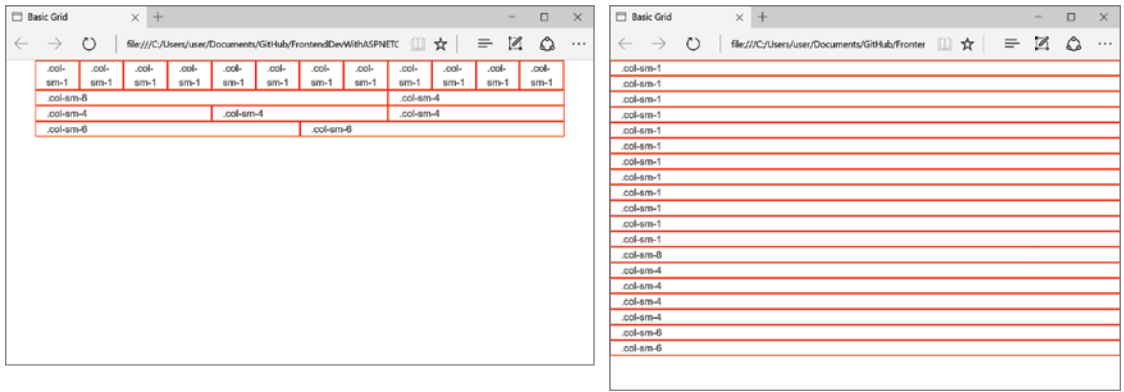 Basic Grid
file:///C:/Users/user/Documents/GitHub/FrontendDevWithASPNETC
.col- .col- .col- .col- .col- .col- .col- .col- .col- .col- .col- .col-
sm-1 sm-1 sm-1 sm-1 sm-1 sm-1 sm-1 sm-1 sm-1 sm-1 sm-1 sm-1
.col-sm-8 .col-sm-4
.col-sm-4 .col-sm-4 .col-sm-4
.col-sm-6 .col-sm-6
Basic Grid
file:///C:/Users/user/Documents/GitHub/Fronter
.col-sm-1
.col-sm-1
.col-sm-1
.col-sm-1
.col-sm-1
.col-sm-1
.col-sm-1
.col-sm-1
.col-sm-1
.col-sm-1
.col-sm-1
.col-sm-1
.col-sm-8
.col-sm-4
.col-sm-4
.col-sm-4
.col-sm-4
.col-sm-6
.col-sm-6